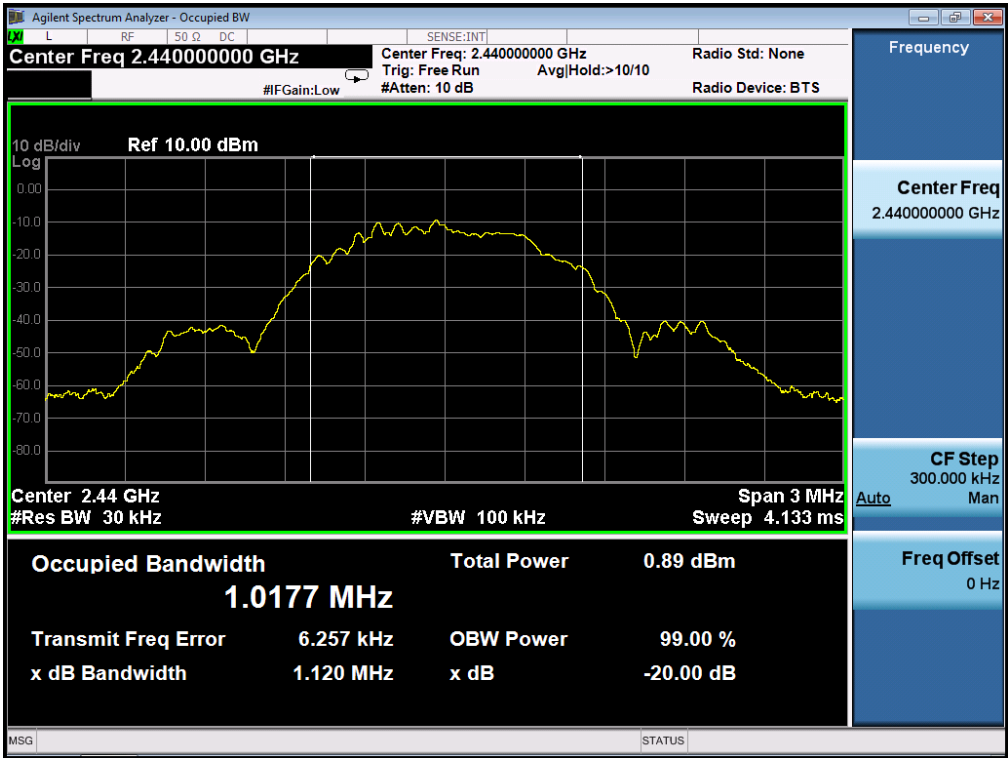 Agilent Spectrum Analyzer - Occupied BW
LXI L RF 50 Ω DC SENSE:INT
Center Freq 2.440000000 GHz
#IFGain:Low
Center Freq: 2.440000000 GHz
Trig: Free Run Avg|Hold:>10/10
#Atten: 10 dB
Radio Std: None
Radio Device: BTS
10 dB/div Ref 10.00 dBm
Log
0.00
-10.0
-20.0
-30.0
-40.0
-50.0
-60.0
-70.0
-80.0
Center 2.44 GHz Span 3 MHz
#Res BW 30 kHz #VBW 100 kHz Sweep 4.133 ms
Occupied Bandwidth Total Power 0.89 dBm
1.0177 MHz
Transmit Freq Error 6.257 kHz OBW Power 99.00 %
x dB Bandwidth 1.120 MHz x dB -20.00 dB
MSG STATUS
Frequency
Center Freq
2.440000000 GHz
CF Step
300.000 kHz
Auto Man
Freq Offset
0 Hz